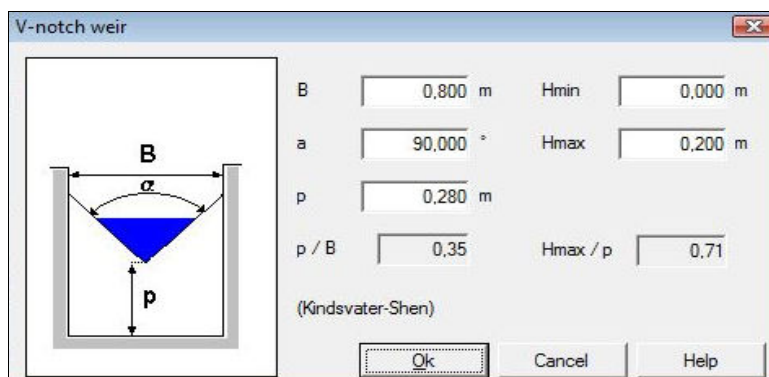 V-notch weir
B 0,800 m Hmin 0,000 m
a 90,000 ° Hmax 0,200 m
p 0,280 m
p / B 0,35 Hmax / p 0,71
(Kindsvater-Shen)
Ok Cancel Help
B
α
p